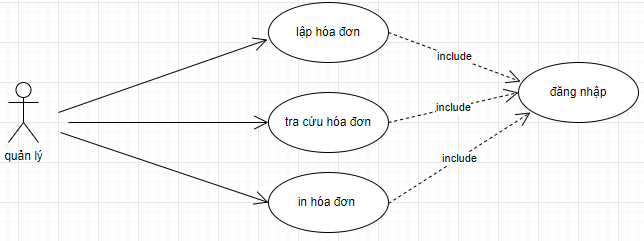 lập hóa đơn
include
đăng nhập
include
tra cứu hóa đơn
quản lý
include
in hóa đơn